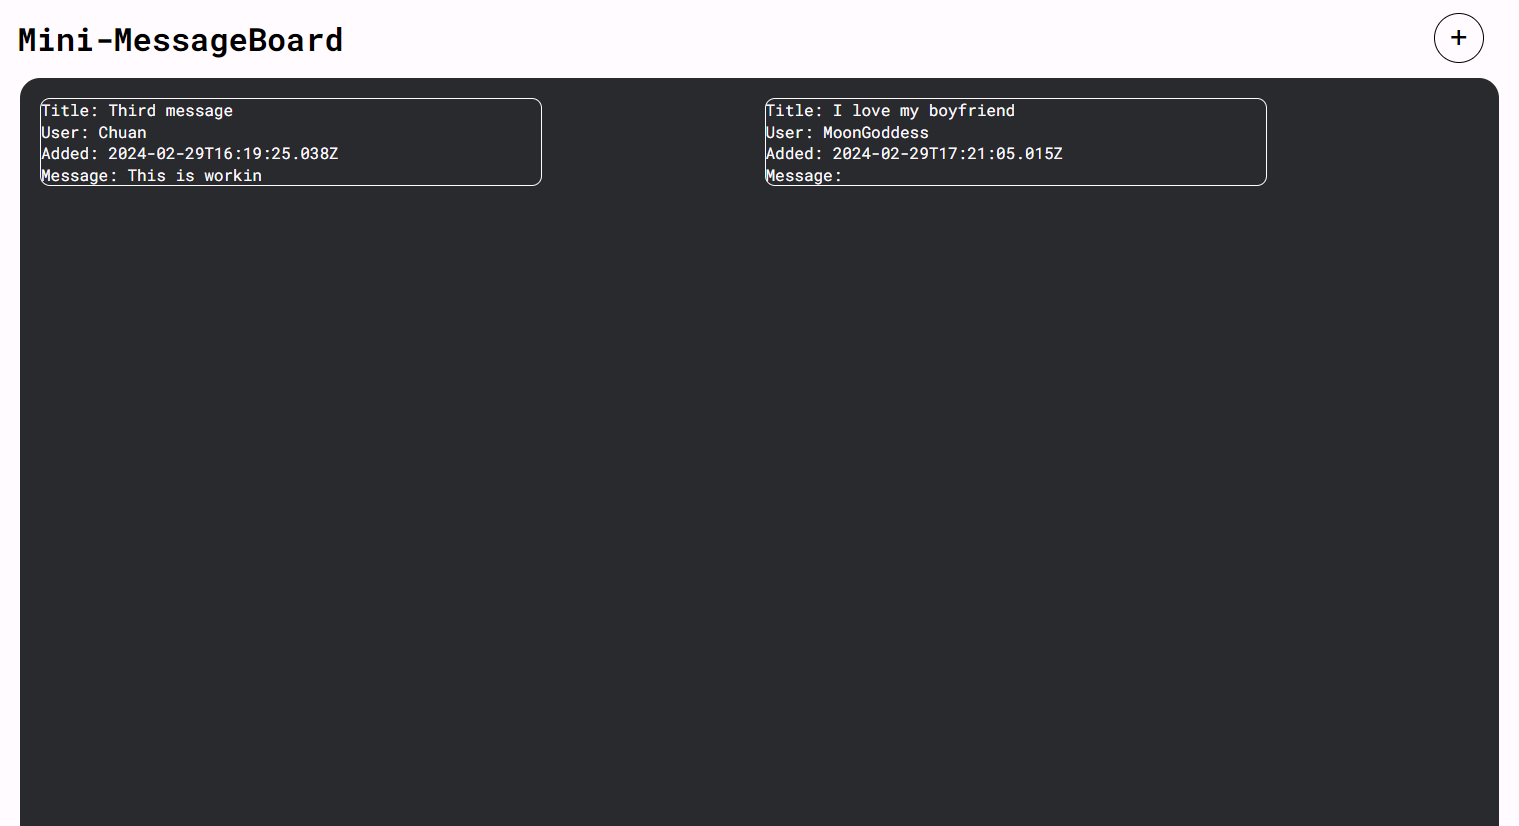 Mini-MessageBoard
+
Title: Third message
User: Chuan
Added: 2024-02-29T16:19:25.038Z
Message: This is workin
Title: I love my boyfriend
User: MoonGoddess
Added: 2024-02-29T17:21:05.015Z
Message: